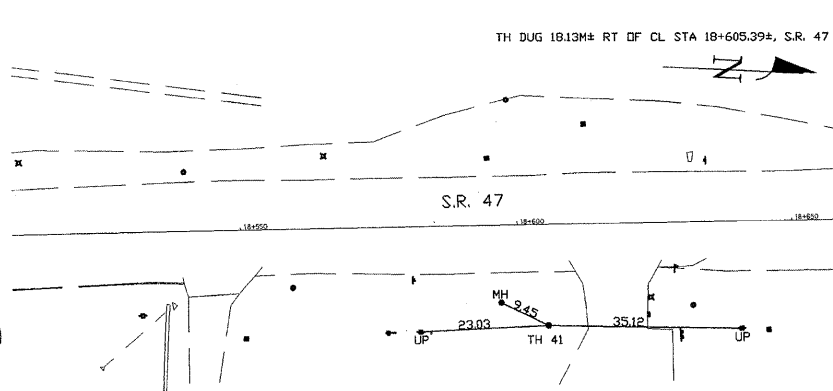 TH DUG 18.13M± RT OF CL STA 18+605.39±, S.R. 47
N
S.R. 47
18+550
18+600
18+650
MH
9.45
23.03
35.12
UP
TH 41
UP